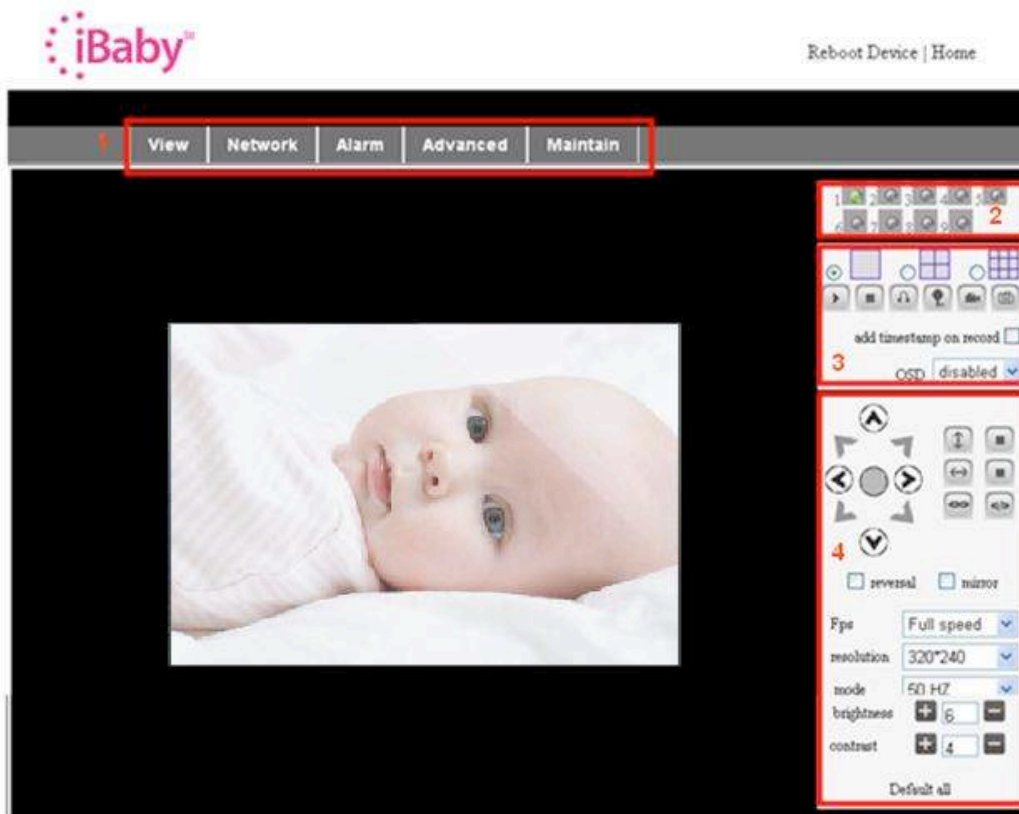 iBaby℠
Reboot Device | Home
1 View Network Alarm Advanced Maintain
1 2 3 4 5
6 7 8 9 2
add timestamp on record
3 OSD disabled
4
reversal mirror
Fps Full speed
resolution 320*240
mode 50 HZ
brightness 6
contrast 4
Default all